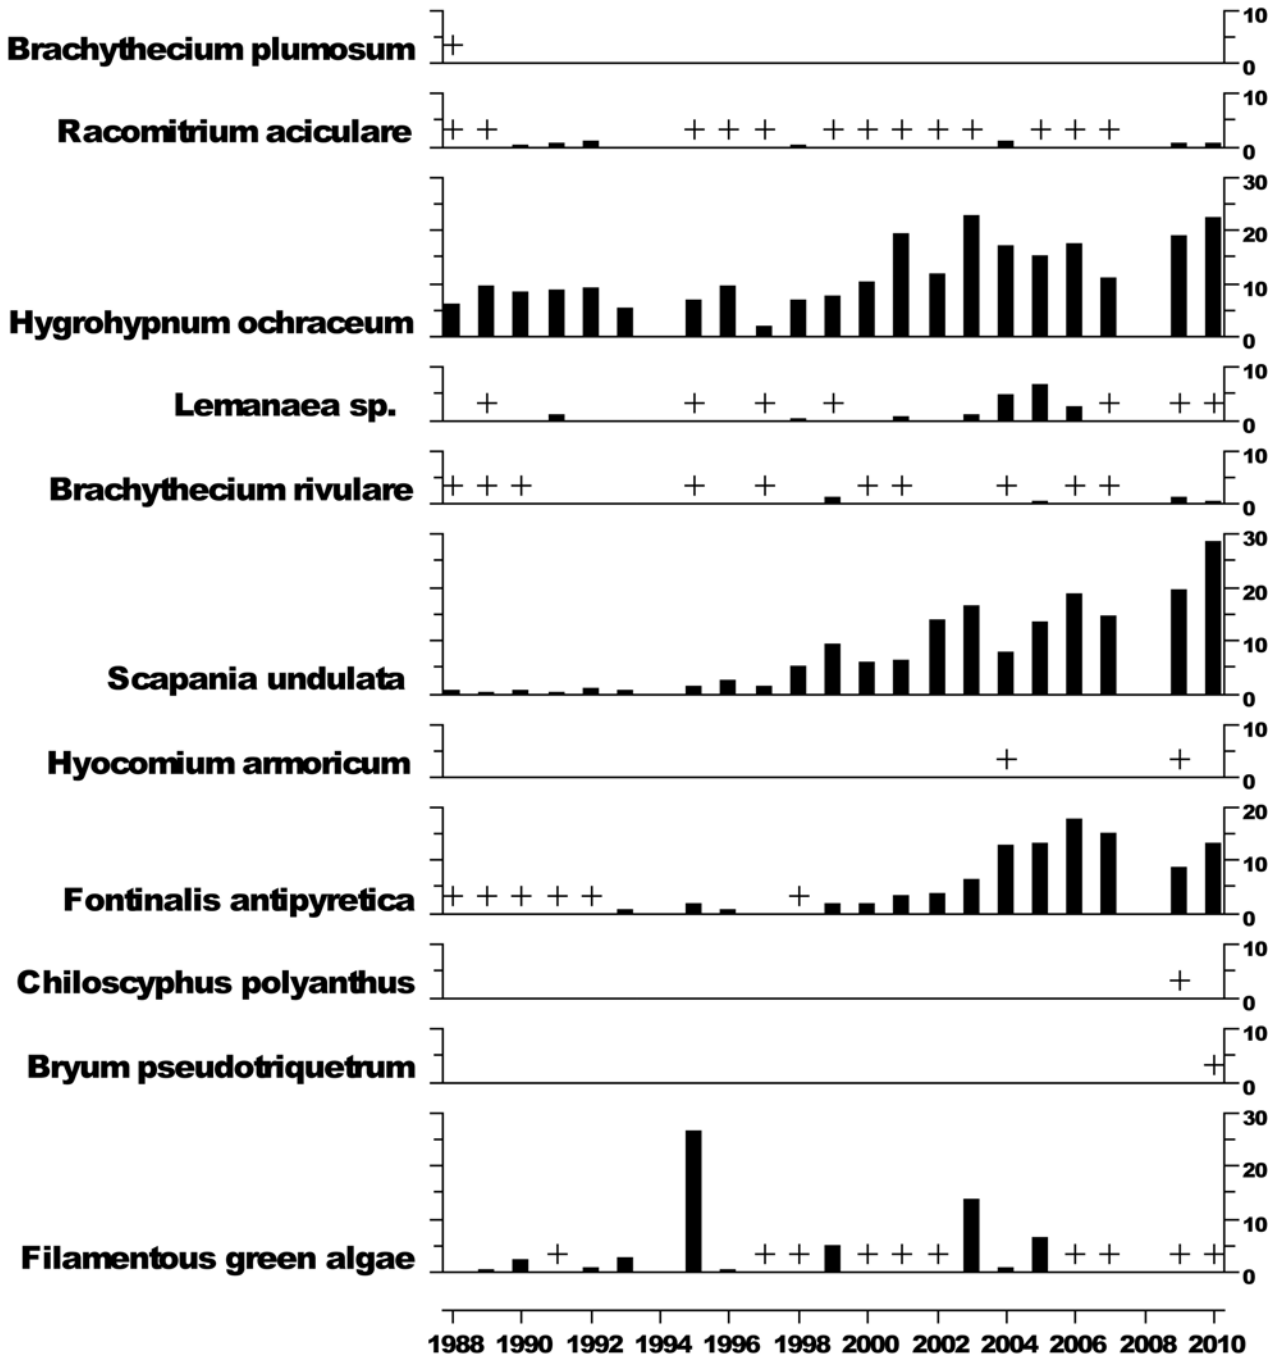 10
Brachythecium plumosum
0
10
Racomitrium aciculare
0
30
20
10
Hygrohypnum ochraceum
0
10
Lemanaea sp.
0
10
Brachythecium rivulare
0
30
20
10
Scapania undulata
0
10
Hyocomium armoricum
0
20
10
Fontinalis antipyretica
0
10
Chiloscyphus polyanthus
0
10
Bryum pseudotriquetrum
0
30
20
10
Filamentous green algae
0
1988 1990 1992 1994 1996 1998 2000 2002 2004 2006 2008 2010